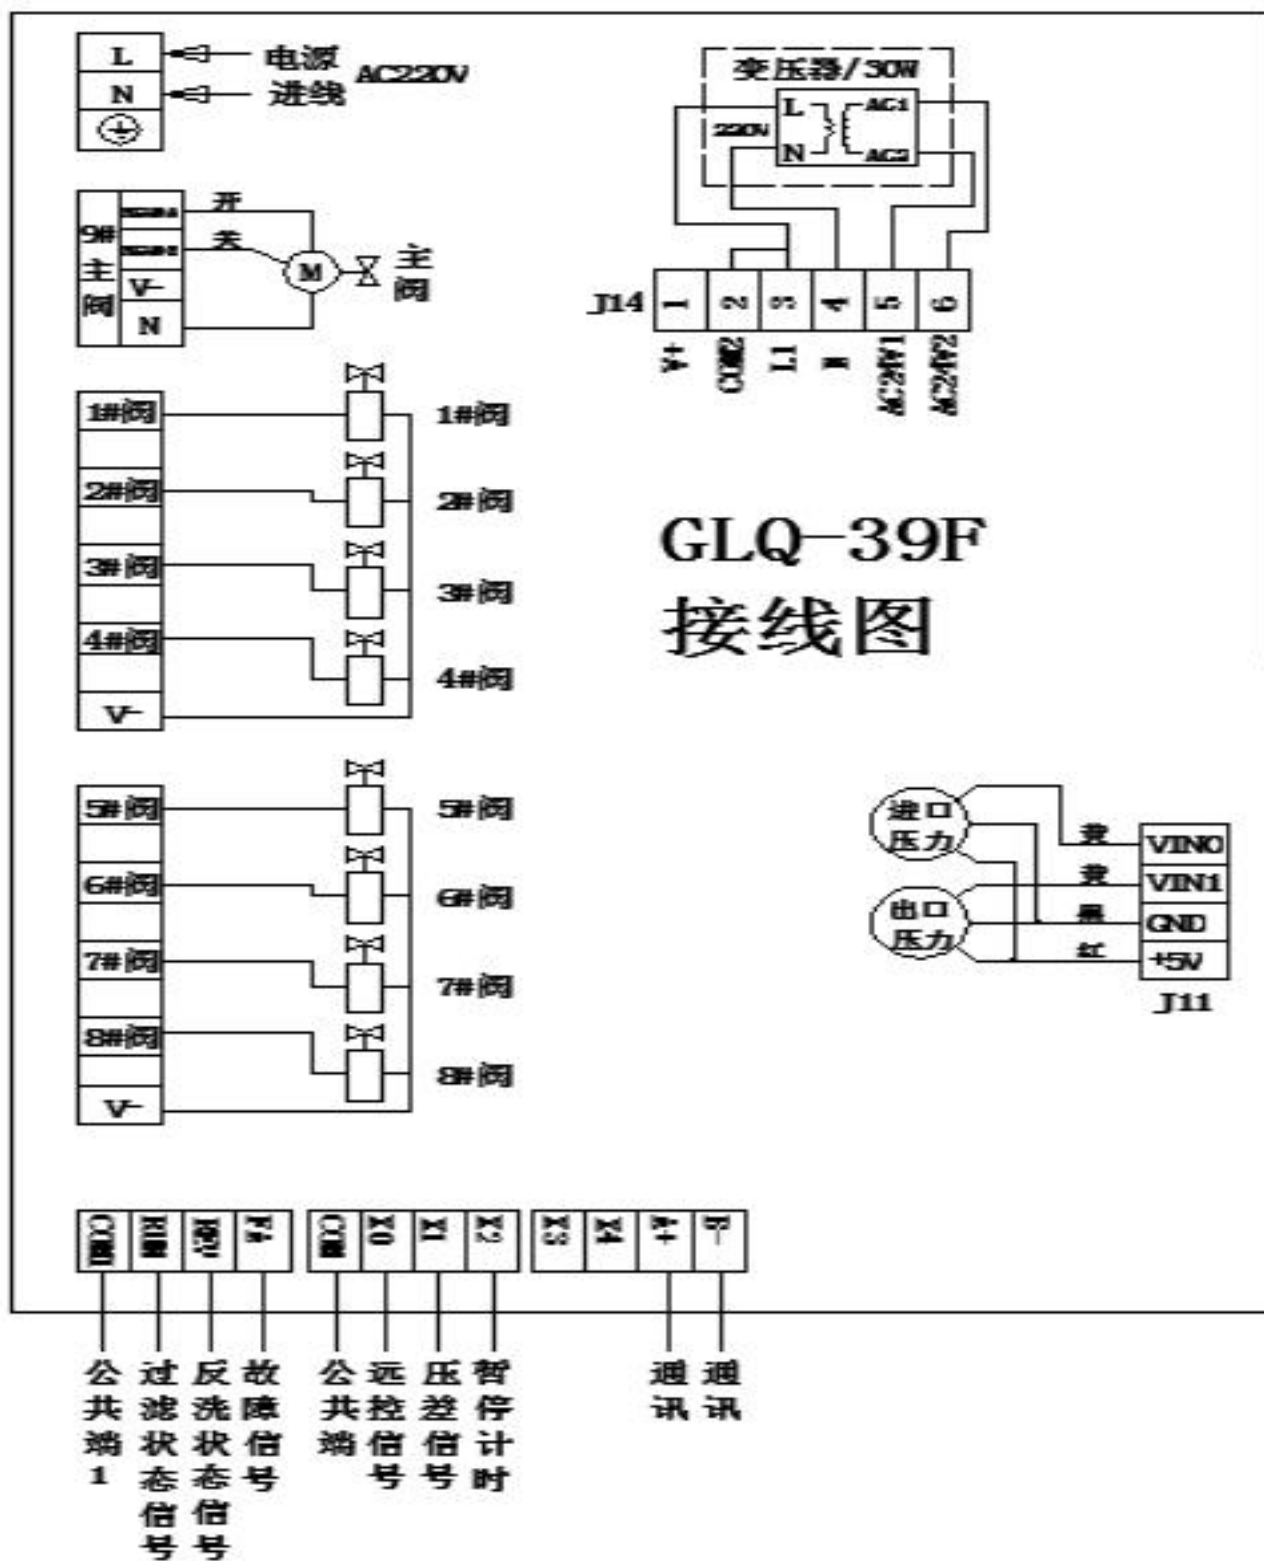 L
N
电源
进线
AC220V
变压器/30W
L
AC1
220V
N
AC2
9#
主
阀
V-
N
开
关
M
主
阀
J14
1
2
3
4
5
6
+A
COM2
L1
N
AC24V1
AC24V2
1#阀
2#阀
3#阀
4#阀
V-
1#阀
2#阀
3#阀
4#阀
GLQ-39F
接线图
5#阀
6#阀
7#阀
8#阀
V-
5#阀
6#阀
7#阀
8#阀
进口
压力
出口
压力
黄
黄
黑
红
VIN0
VIN1
GND
+5V
J11
COM1
RUN
REV
FA
COM
X0
X1
X2
X3
X4
A+
B-
公共端1
过滤状态信号
反洗状态信号
故障信号
公共端
远控信号
压差信号
暂停计时
通讯
通讯